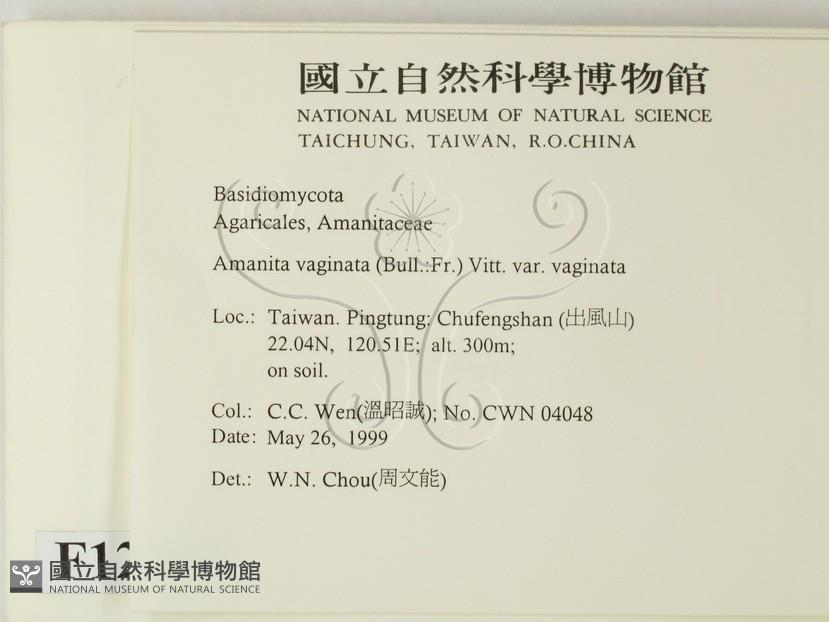 國立自然科學博物館
NATIONAL MUSEUM OF NATURAL SCIENCE
TAICHUNG, TAIWAN, R.O.CHINA
Basidiomycota
Agaricales, Amanitaceae
Amanita vaginata (Bull.:Fr.) Vitt. var. vaginata
Loc.: Taiwan. Pingtung: Chufengshan (出風山)
22.04N, 120.51E; alt. 300m;
on soil.
Col.: C.C. Wen(溫昭誠); No. CWN 04048
Date: May 26, 1999
Det.: W.N. Chou(周文能)
國立自然科學博物館
NATIONAL MUSEUM OF NATURAL SCIENCE